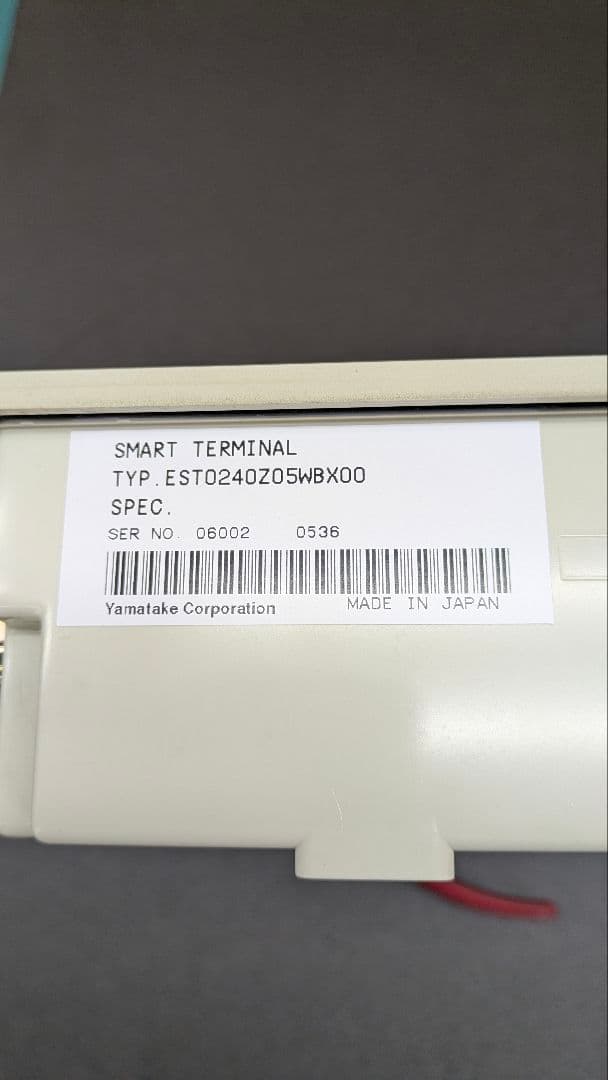 SMART TERMINAL
TYP.EST0240Z05WBX00
SPEC.
SER NO. 06002 0536
Yamatake Corporation MADE IN JAPAN